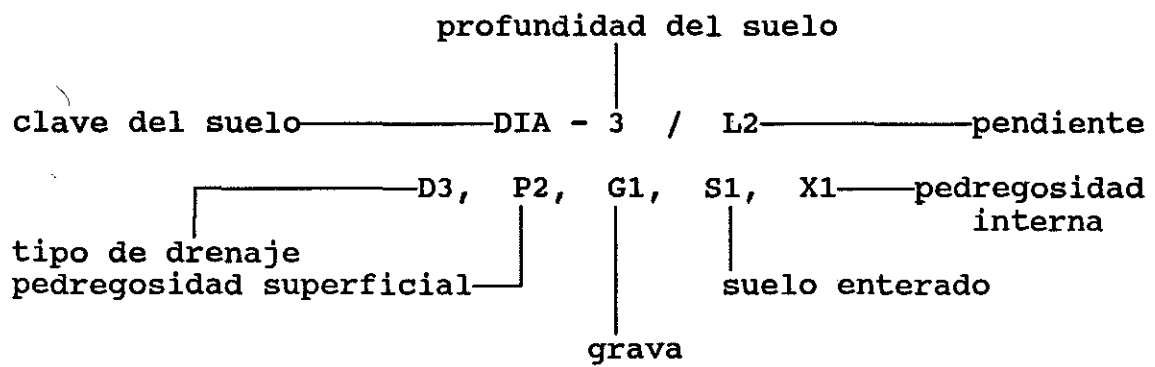 profundidad del suelo
clave del suelo DIA - 3 / L2 pendiente
D3, P2, G1, S1, X1 pedregosidad
interna
tipo de drenaje
pedregosidad superficial suelo enterado
grava